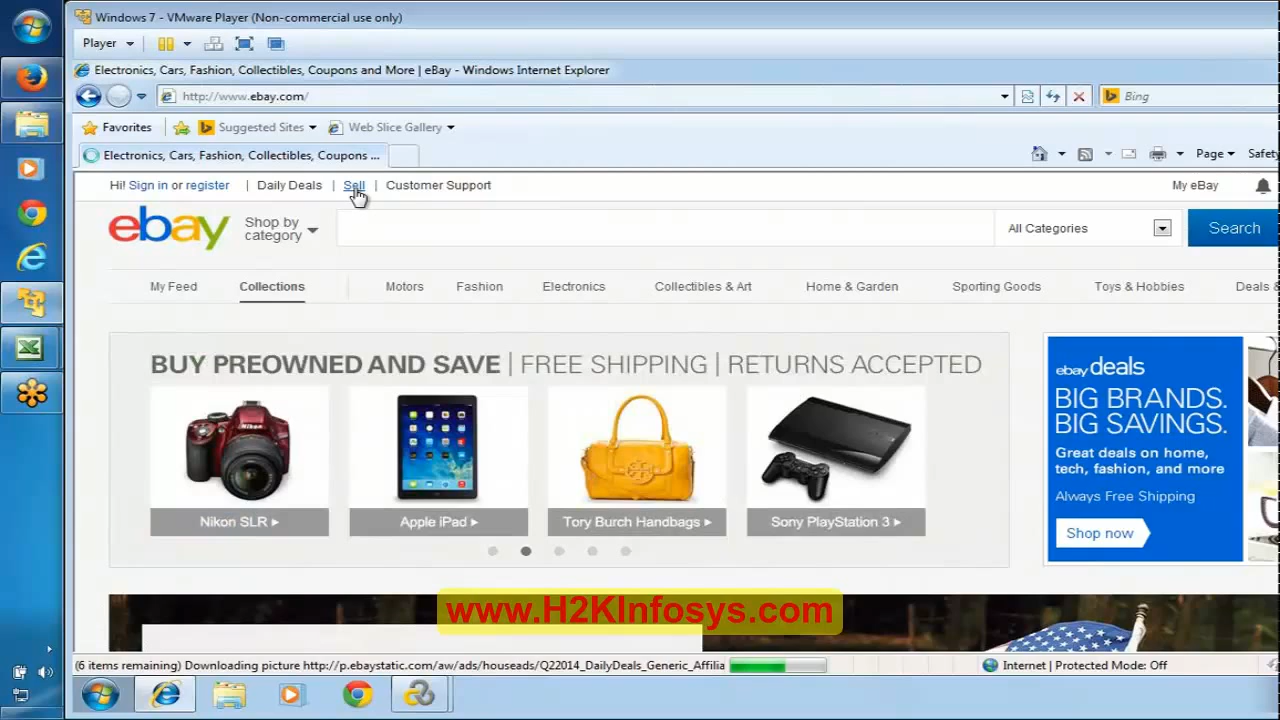 Windows 7 - VMware Player (Non-commercial use only)
Player
Electronics, Cars, Fashion, Collectibles, Coupons and More | eBay - Windows Internet Explorer
http://www.ebay.com/
Bing
Favorites Suggested Sites Web Slice Gallery
Electronics, Cars, Fashion, Collectibles, Coupons ...
Page Safety
Hi! Sign in or register | Daily Deals | Sell | Customer Support My eBay
ebay
Shop by
category
All Categories
Search
My Feed Collections Motors Fashion Electronics Collectibles & Art Home & Garden Sporting Goods Toys & Hobbies Deals &
BUY PREOWNED AND SAVE | FREE SHIPPING | RETURNS ACCEPTED
Nikon
Nikon SLR Apple iPad Tory Burch Handbags Sony PlayStation 3
ebay deals
BIG BRANDS.
BIG SAVINGS.
Great deals on home,
tech, fashion, and more
Always Free Shipping
Shop now
www.H2KInfosys.com
(6 items remaining) Downloading picture http://p.ebaystatic.com/aw/ads/houseads/Q22014_DailyDeals_Generic_Affilia
Internet | Protected Mode: Off